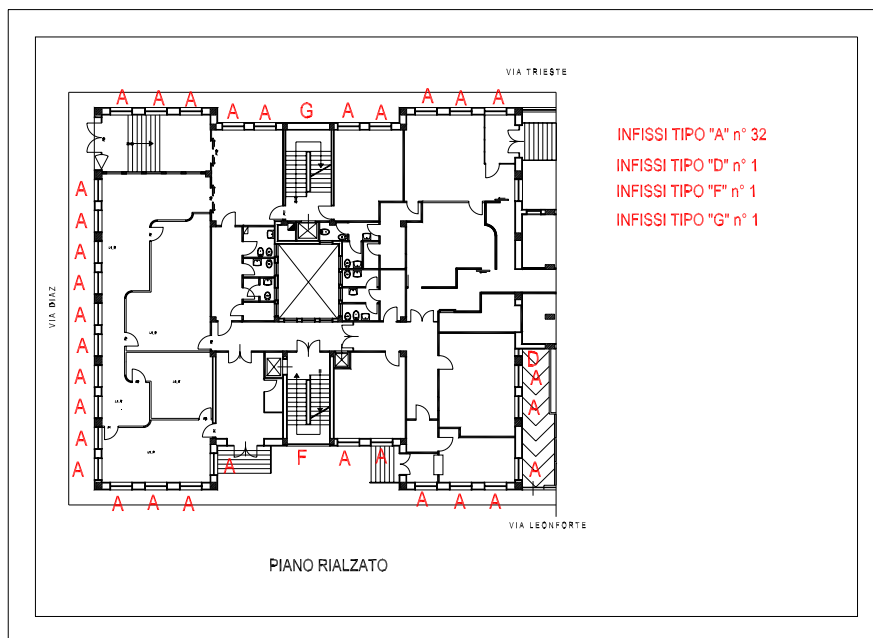 VIA TRIESTE
A A A A A G A A A A A
INFISSI TIPO "A" n° 32
INFISSI TIPO "D" n° 1
INFISSI TIPO "F" n° 1
INFISSI TIPO "G" n° 1
A
A
A
A
VIA DIAZ
A
A
A
A
A
A
D
A
A
A
A F A A
A A A A A A
VIA LEONFORTE
PIANO RIALZATO